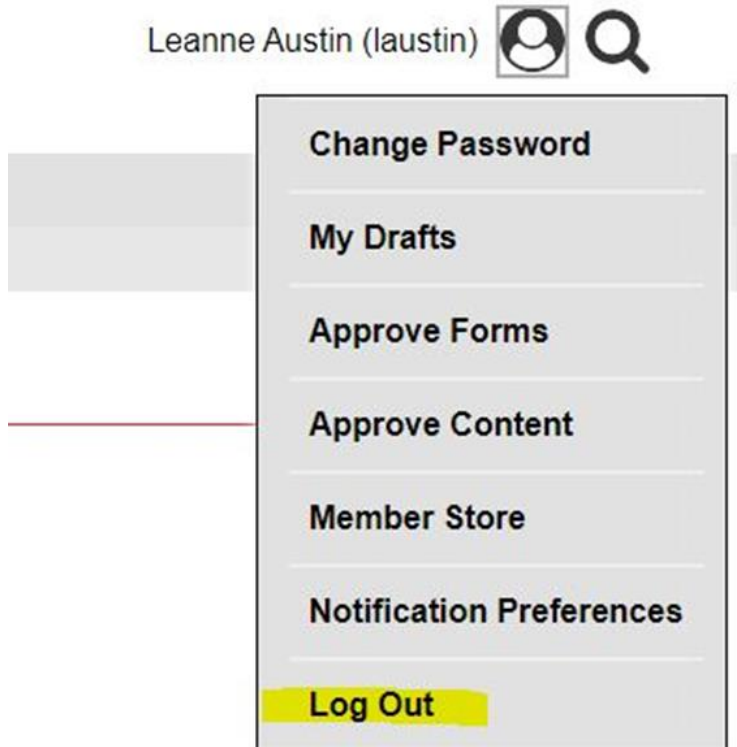 Leanne Austin (laustin)
Change Password
My Drafts
Approve Forms
Approve Content
Member Store
Notification Preferences
Log Out